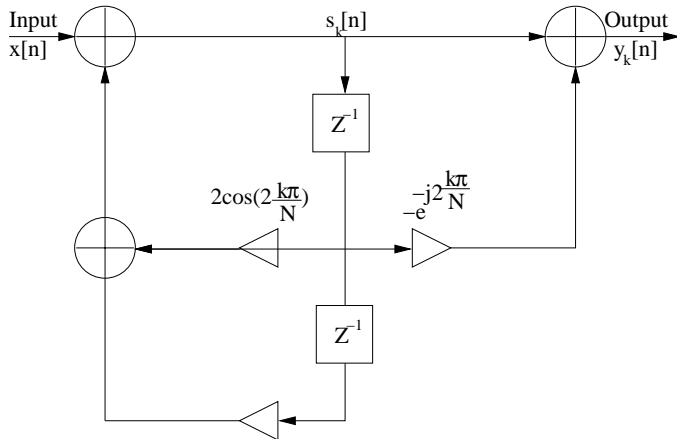 Input
x[n]
s_k[n]
Output
y_k[n]
Z⁻¹
2cos(2kπ/N)
−e^(−j2kπ/N)
Z⁻¹